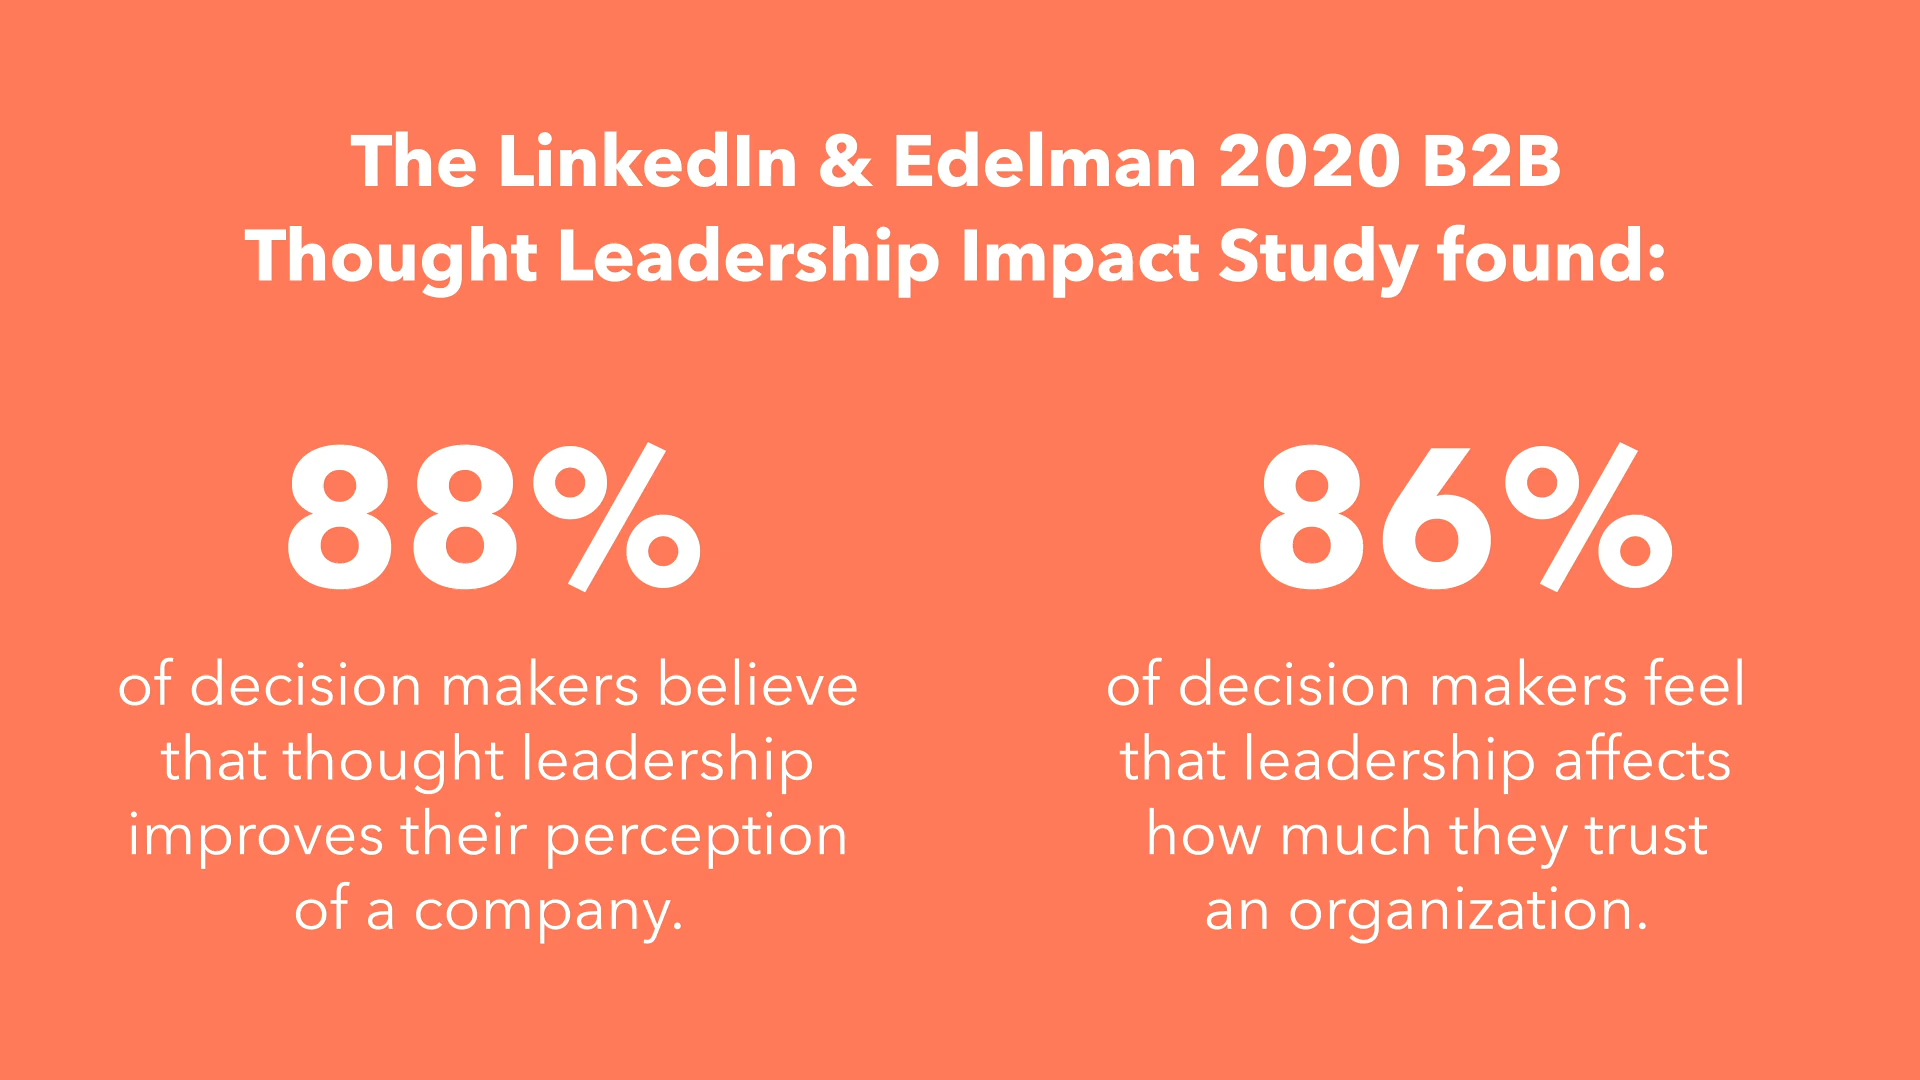 The LinkedIn & Edelman 2020 B2B
Thought Leadership Impact Study found:
88%
of decision makers believe
that thought leadership
improves their perception
of a company.
86%
of decision makers feel
that leadership affects
how much they trust
an organization.